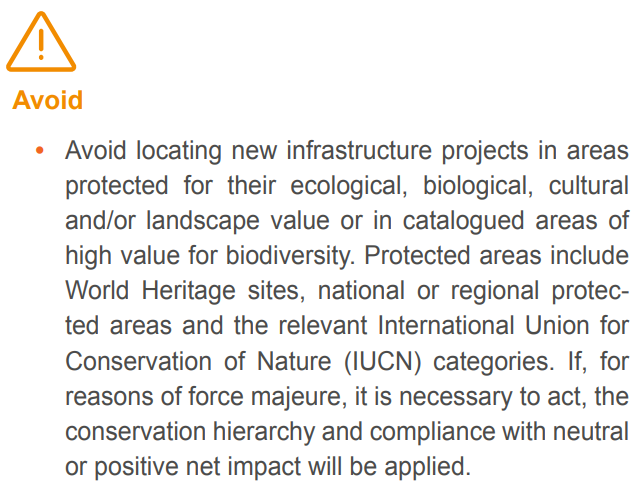 Avoid
• Avoid locating new infrastructure projects in areas
protected for their ecological, biological, cultural
and/or landscape value or in catalogued areas of
high value for biodiversity. Protected areas include
World Heritage sites, national or regional protec-
ted areas and the relevant International Union for
Conservation of Nature (IUCN) categories. If, for
reasons of force majeure, it is necessary to act, the
conservation hierarchy and compliance with neutral
or positive net impact will be applied.